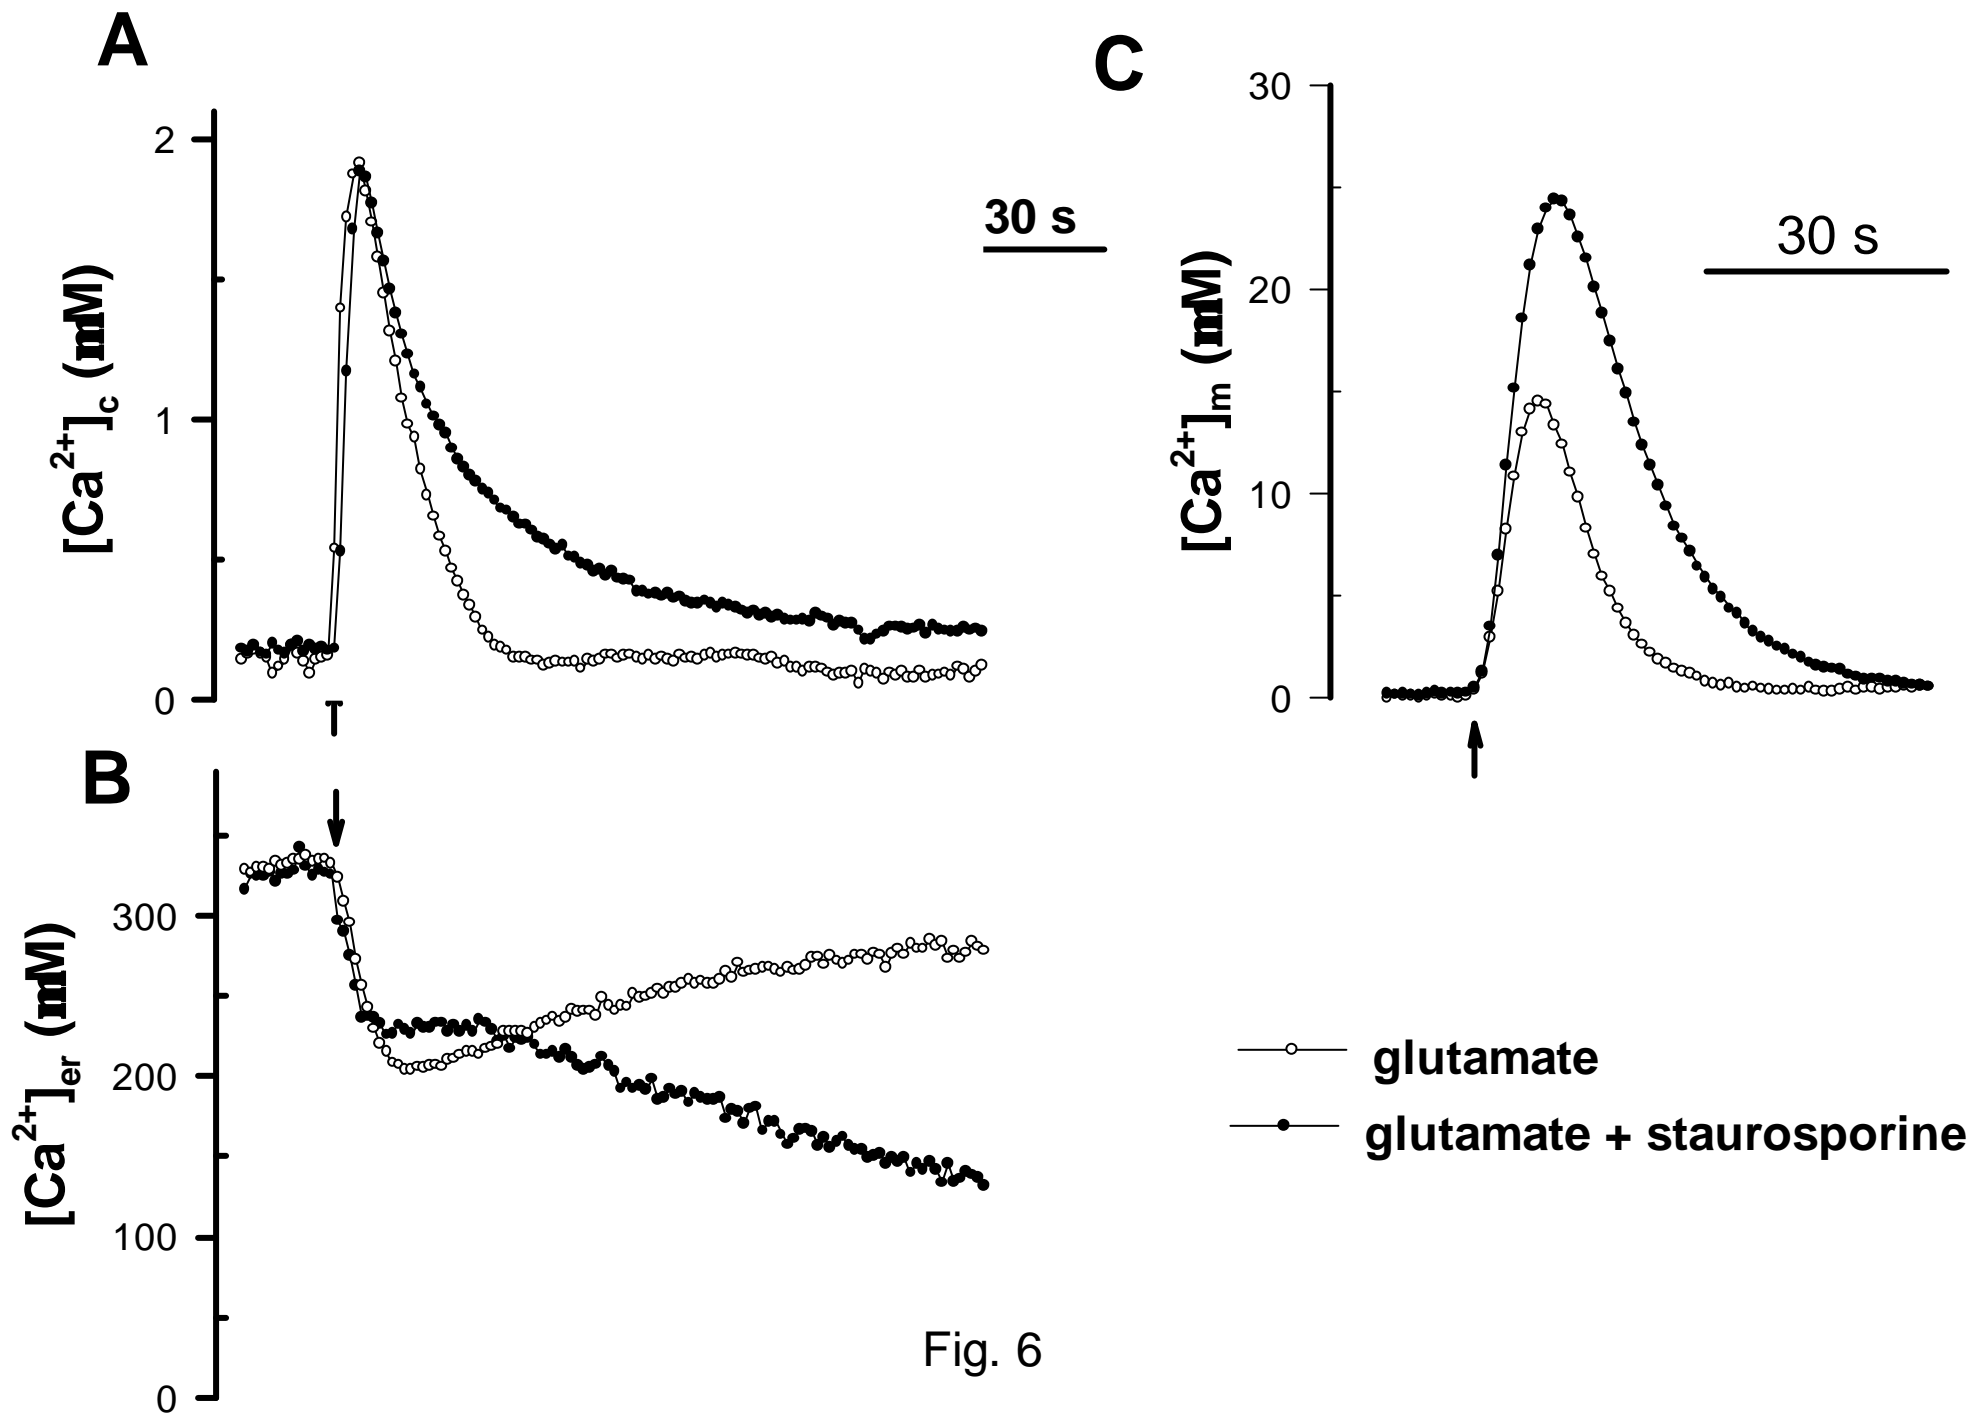 A
2
1
0
[Ca2+]c (mM)
30 s
B
300
200
100
0
[Ca2+]er (mM)
C
30
20
10
0
[Ca2+]m (mM)
30 s
glutamate
glutamate + staurosporine
Fig. 6